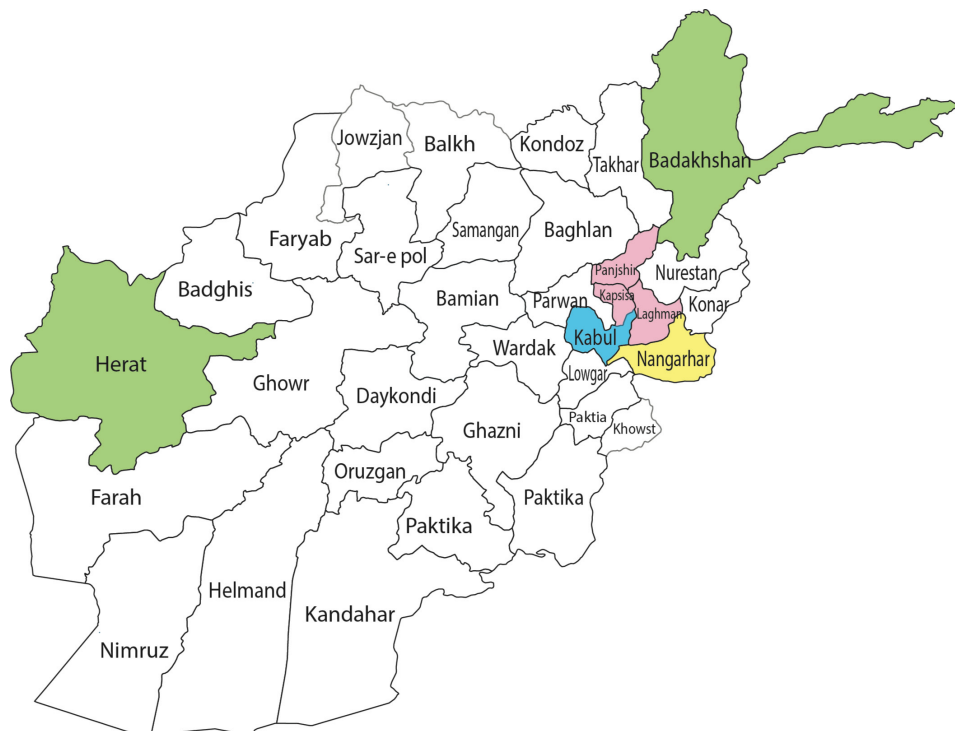 Jowzjan
Balkh
Kondoz
Takhar
Badakhshan
Faryab
Sar-e pol
Samangan
Baghlan
Panjshir
Nurestan
Badghis
Bamian
Parwan
Kapsisa
Laghman
Konar
Herat
Wardak
Kabul
Nangarhar
Ghowr
Daykondi
Lowgar
Ghazni
Paktia
Khowst
Farah
Oruzgan
Paktika
Paktika
Helmand
Kandahar
Nimruz